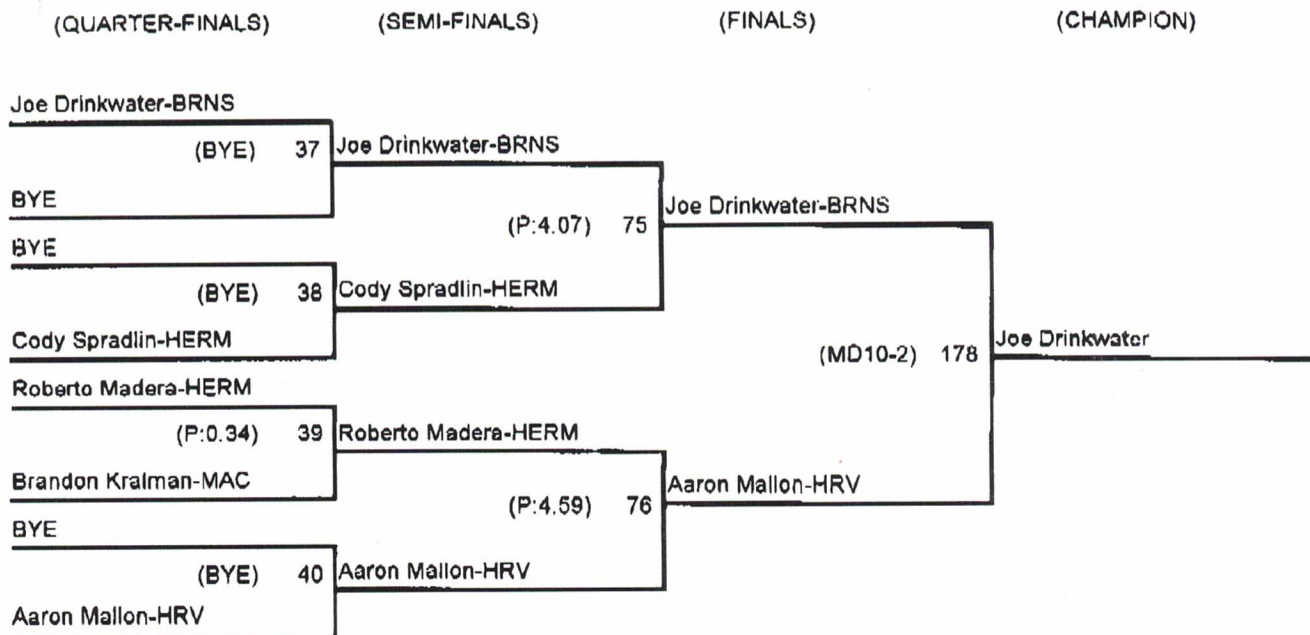 (QUARTER-FINALS) (SEMI-FINALS) (FINALS) (CHAMPION)
Joe Drinkwater-BRNS
(BYE) 37 Joe Drinkwater-BRNS
BYE
(P:4.07) 75 Joe Drinkwater-BRNS
BYE
(BYE) 38 Cody Spradlin-HERM
Cody Spradlin-HERM
(MD10-2) 178 Joe Drinkwater
Roberto Madera-HERM
(P:0.34) 39 Roberto Madera-HERM
Brandon Kralman-MAC
(P:4.59) 76 Aaron Mallon-HRV
BYE
(BYE) 40 Aaron Mallon-HRV
Aaron Mallon-HRV